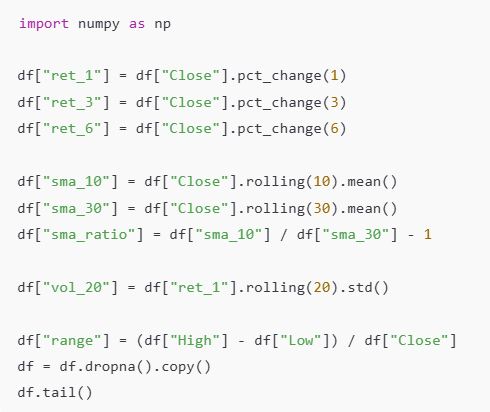 import numpy as np
df["ret_1"] = df["Close"].pct_change(1)
df["ret_3"] = df["Close"].pct_change(3)
df["ret_6"] = df["Close"].pct_change(6)
df["sma_10"] = df["Close"].rolling(10).mean()
df["sma_30"] = df["Close"].rolling(30).mean()
df["sma_ratio"] = df["sma_10"] / df["sma_30"] - 1
df["vol_20"] = df["ret_1"].rolling(20).std()
df["range"] = (df["High"] - df["Low"]) / df["Close"]
df = df.dropna().copy()
df.tail()